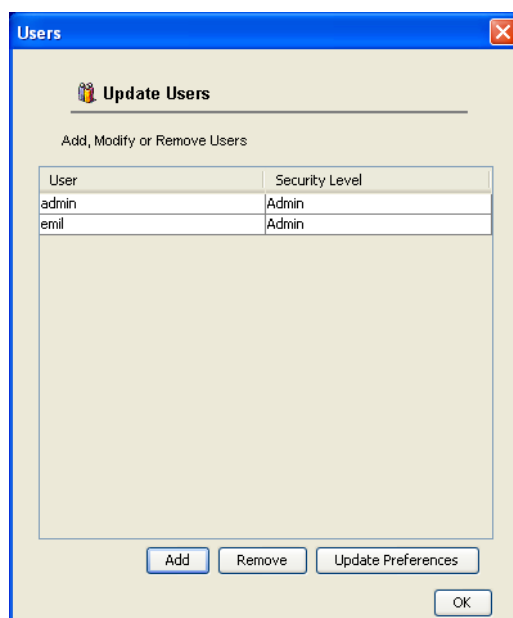 Users
Update Users
Add, Modify or Remove Users
User Security Level
admin Admin
emil Admin
Add Remove Update Preferences
OK